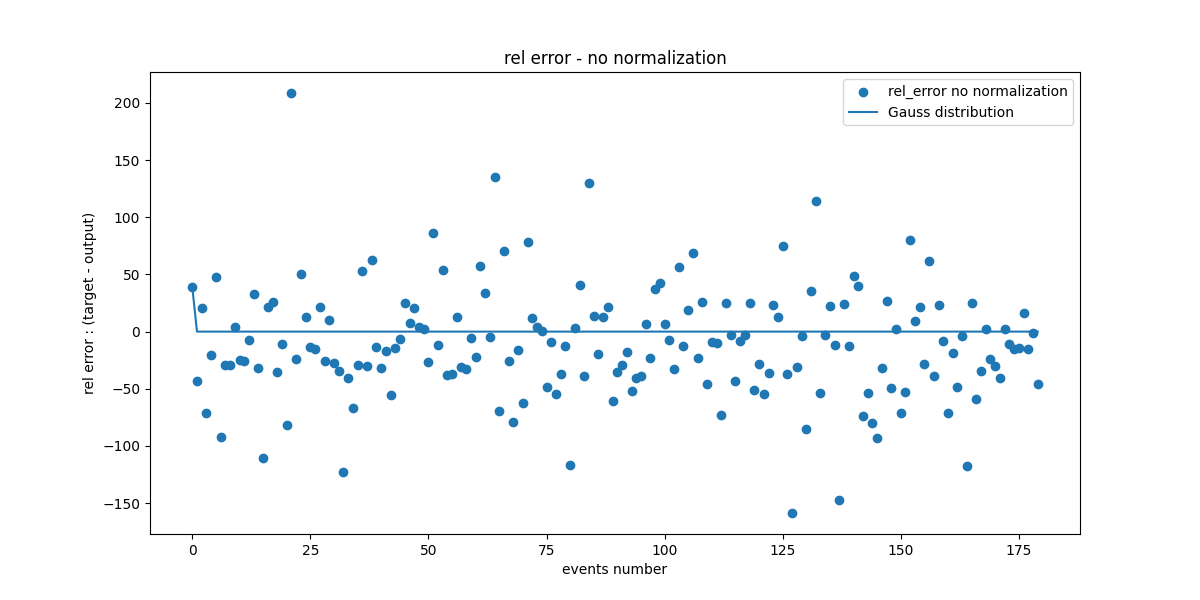 rel error - no normalization
rel_error no normalization
Gauss distribution
rel error : (target - output)
200
150
100
50
0
−50
−100
−150
0 25 50 75 100 125 150 175
events number